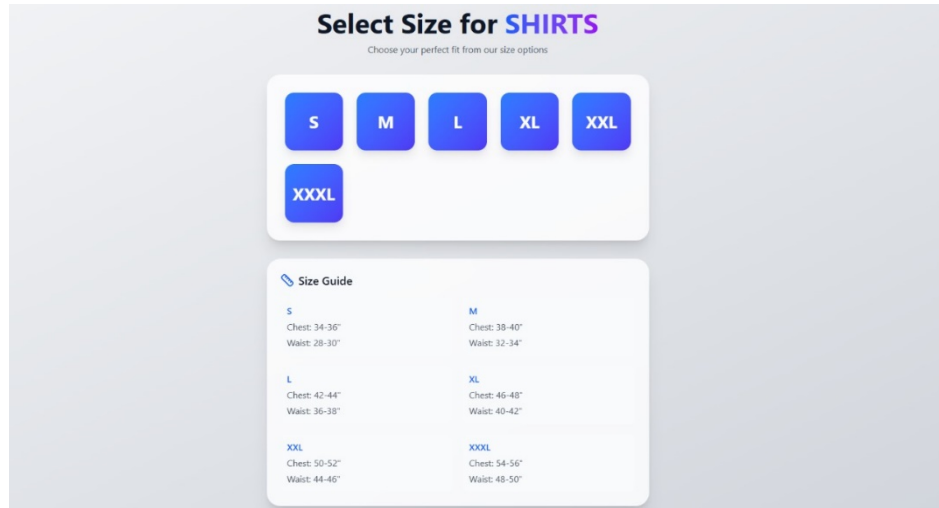 Select Size for SHIRTS
Choose your perfect fit from our size options
S M L XL XXL
XXXL
Size Guide
S
Chest: 34-36"
Waist: 28-30"
M
Chest: 38-40"
Waist: 32-34"
L
Chest: 42-44"
Waist: 36-38"
XL
Chest: 46-48"
Waist: 40-42"
XXL
Chest: 50-52"
Waist: 44-46"
XXXL
Chest: 54-56"
Waist: 48-50"